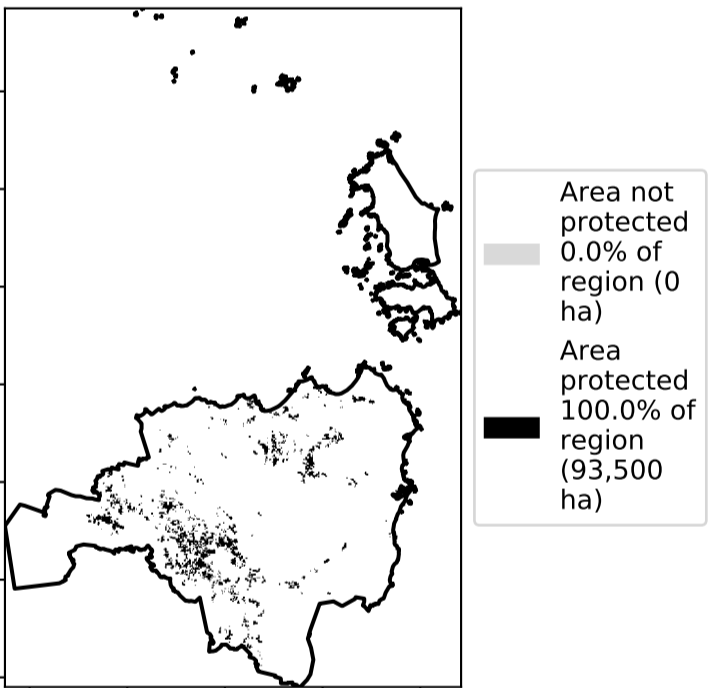 Area not
protected
0.0% of
region (0
ha)
Area
protected
100.0% of
region
(93,500
ha)